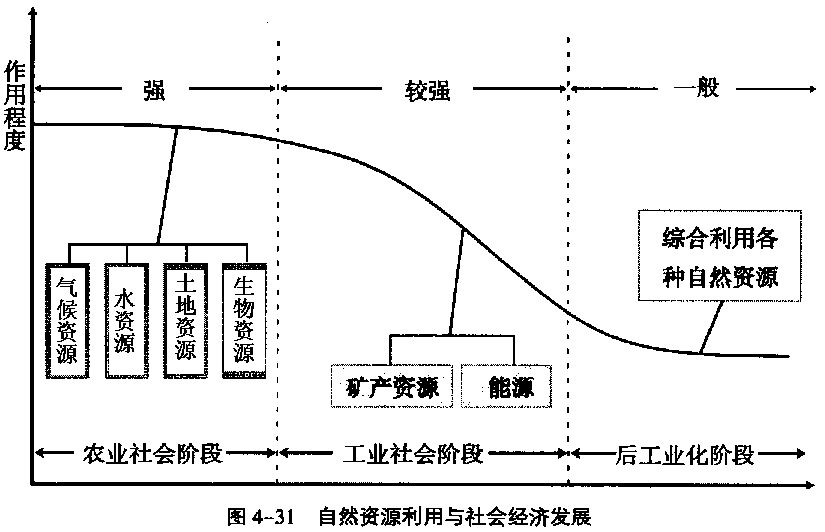 作用程度
强
较强
一般
气候资源
水资源
土地资源
生物资源
综合利用各
种自然资源
矿产资源
能源
农业社会阶段
工业社会阶段
后工业化阶段
图 4-31 自然资源利用与社会经济发展